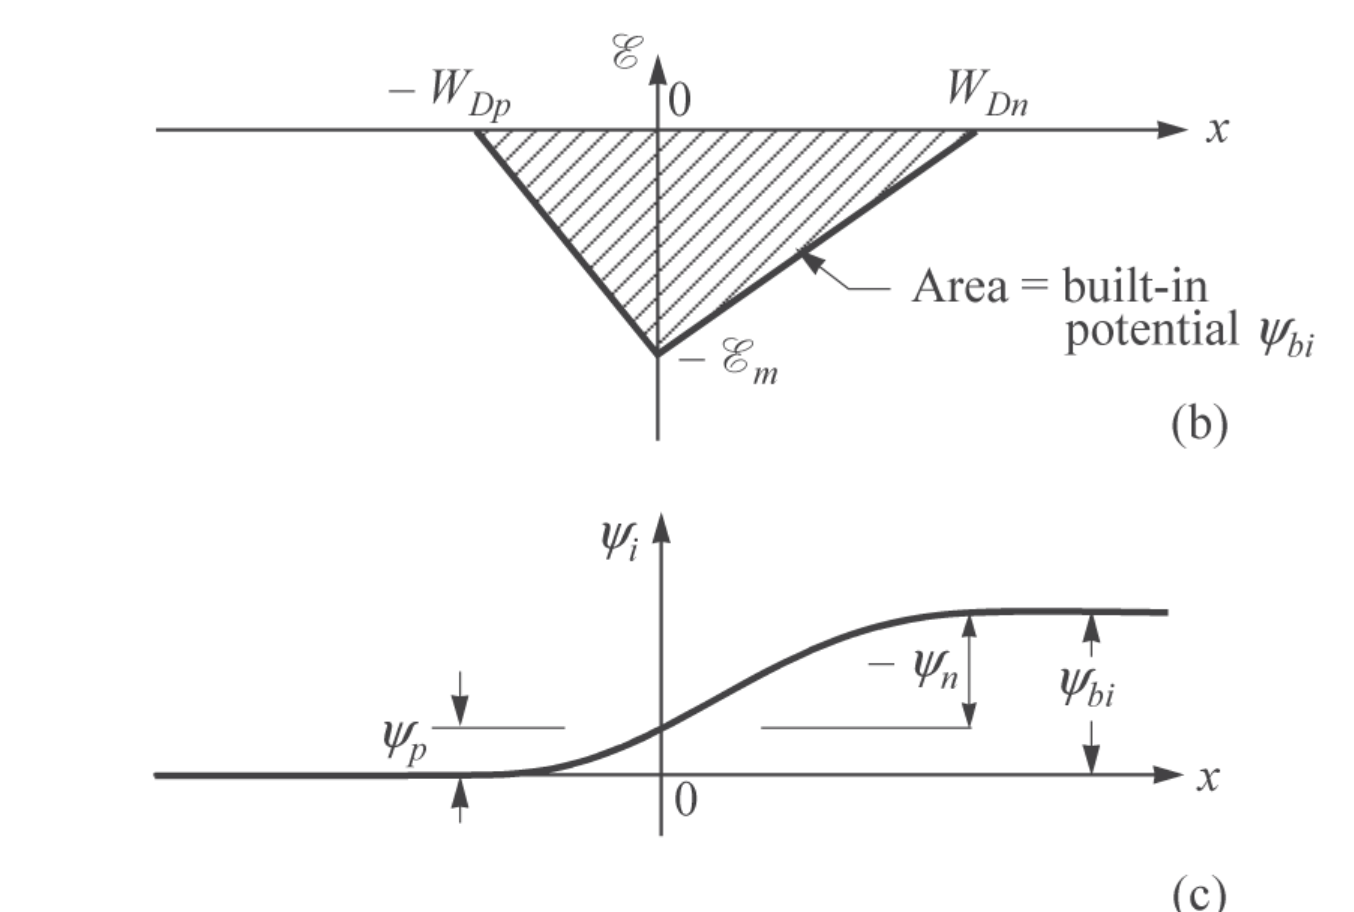 ℰ
− W_Dp 0 W_Dn
x
Area = built-in
potential ψ_bi
− ℰ_m
(b)
ψ_i
− ψ_n ψ_bi
ψ_p
x
0
(c)